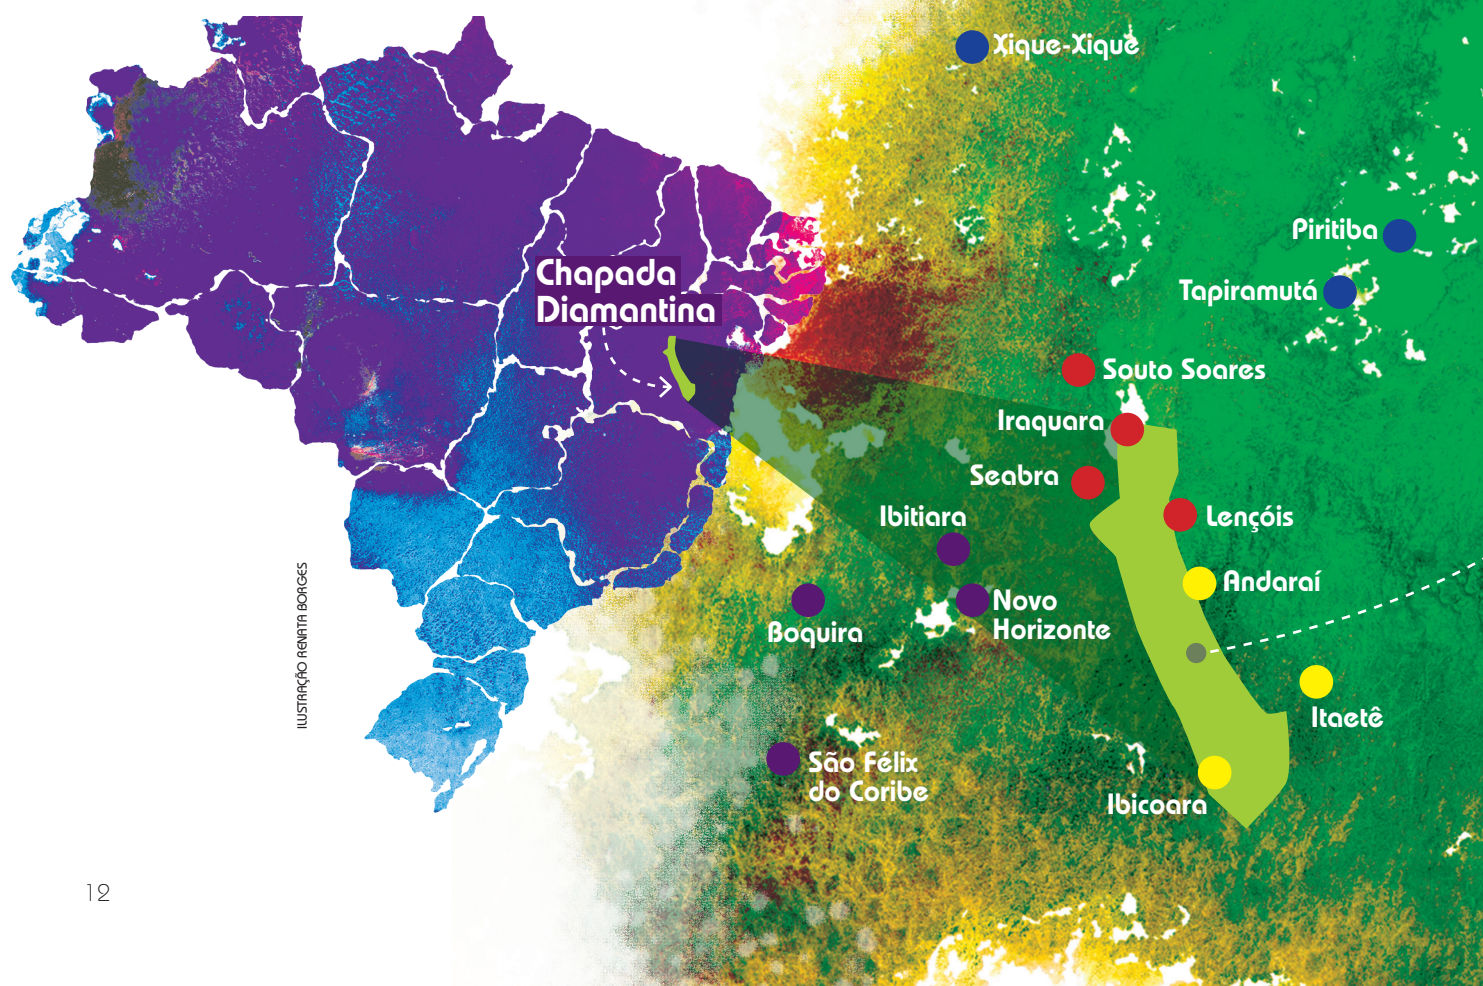 Xique-Xique
Piritiba
Tapiramutá
Chapada
Diamantina
Souto Soares
Iraquara
Seabra
Lençóis
Ibitiara
Andaraí
Novo
Horizonte
Boquira
Itaetê
São Félix
do Coribe
Ibicoara
ILUSTRAÇÃO RENATA BORGES
12